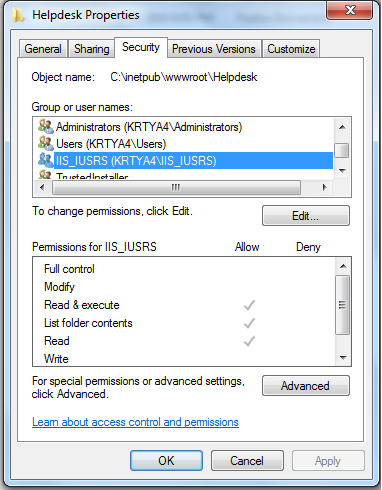 Helpdesk Properties
General Sharing Security Previous Versions Customize
Object name: C:\inetpub\wwwroot\Helpdesk
Group or user names:
Administrators (KRTYA4\Administrators)
Users (KRTYA4\Users)
IIS_IUSRS (KRTYA4\IIS_IUSRS)
TrustedInstaller
To change permissions, click Edit.
Edit...
Permissions for IIS_IUSRS Allow Deny
Full control
Modify
Read & execute
List folder contents
Read
Write
For special permissions or advanced settings,
click Advanced.
Advanced
Learn about access control and permissions
OK Cancel Apply